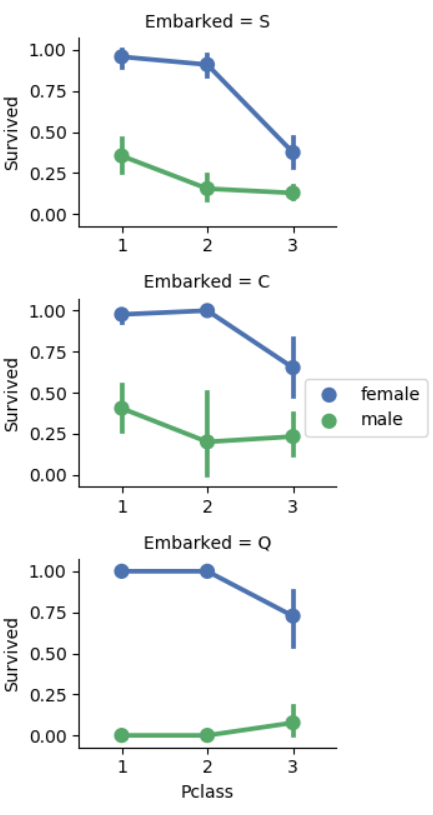 Embarked = S
1.00
0.75
0.50
0.25
0.00
Survived
1 2 3
Embarked = C
1.00
0.75
0.50
0.25
0.00
Survived
1 2 3
female
male
Embarked = Q
1.00
0.75
0.50
0.25
0.00
Survived
1 2 3
Pclass